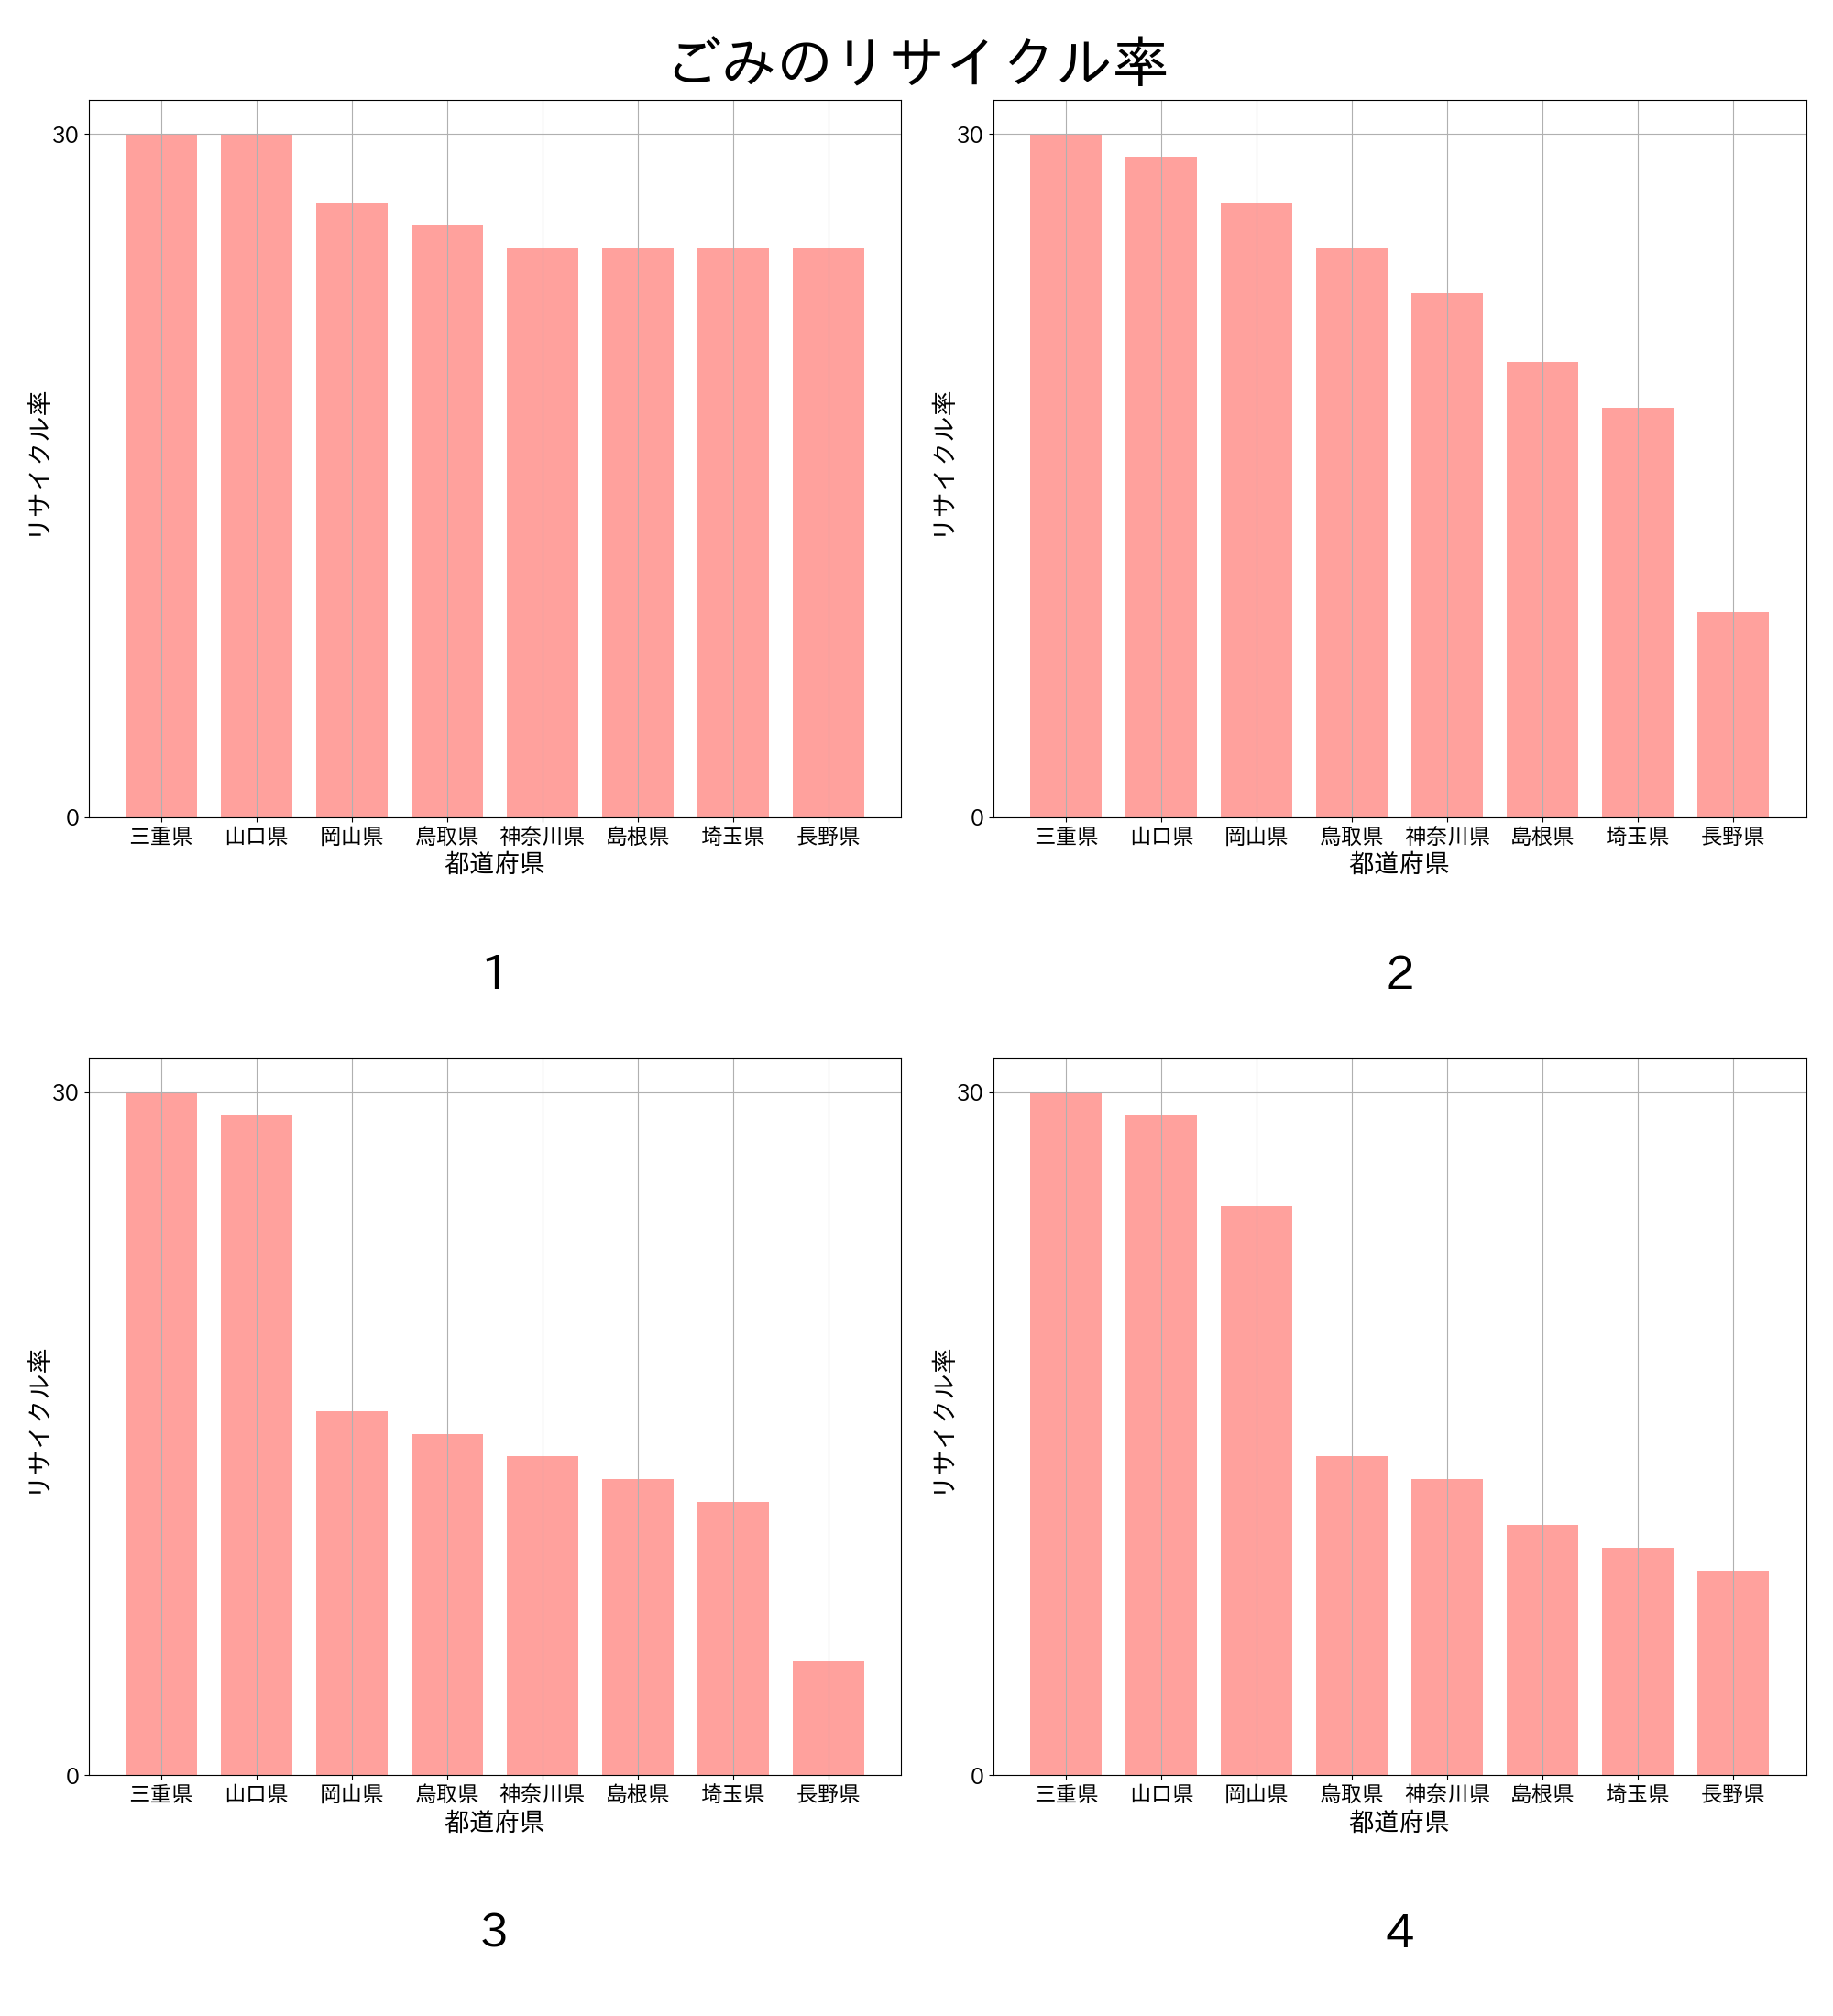 ごみのリサイクル率
30
0
リサイクル率
三重県 山口県 岡山県 鳥取県 神奈川県 島根県 埼玉県 長野県
都道府県
1
30
0
リサイクル率
三重県 山口県 岡山県 鳥取県 神奈川県 島根県 埼玉県 長野県
都道府県
2
30
0
リサイクル率
三重県 山口県 岡山県 鳥取県 神奈川県 島根県 埼玉県 長野県
都道府県
3
30
0
リサイクル率
三重県 山口県 岡山県 鳥取県 神奈川県 島根県 埼玉県 長野県
都道府県
4